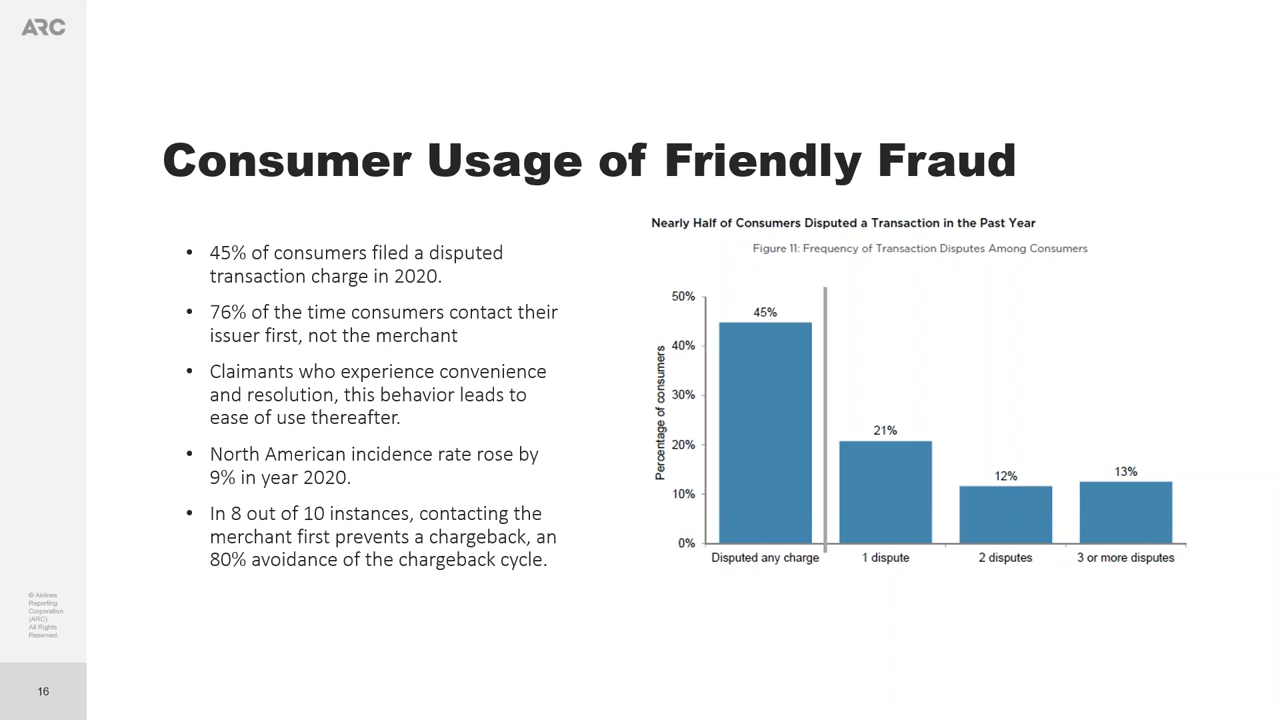 ARC
Consumer Usage of Friendly Fraud
• 45% of consumers filed a disputed
transaction charge in 2020.
• 76% of the time consumers contact their
issuer first, not the merchant
• Claimants who experience convenience
and resolution, this behavior leads to
ease of use thereafter.
• North American incidence rate rose by
9% in year 2020.
• In 8 out of 10 instances, contacting the
merchant first prevents a chargeback, an
80% avoidance of the chargeback cycle.
Nearly Half of Consumers Disputed a Transaction in the Past Year
Figure 11: Frequency of Transaction Disputes Among Consumers
Percentage of consumers
50%
40%
30%
20%
10%
0%
45%
21%
12%
13%
Disputed any charge
1 dispute
2 disputes
3 or more disputes
© Airlines
Reporting
Corporation
(ARC)
All Rights
Reserved.
16